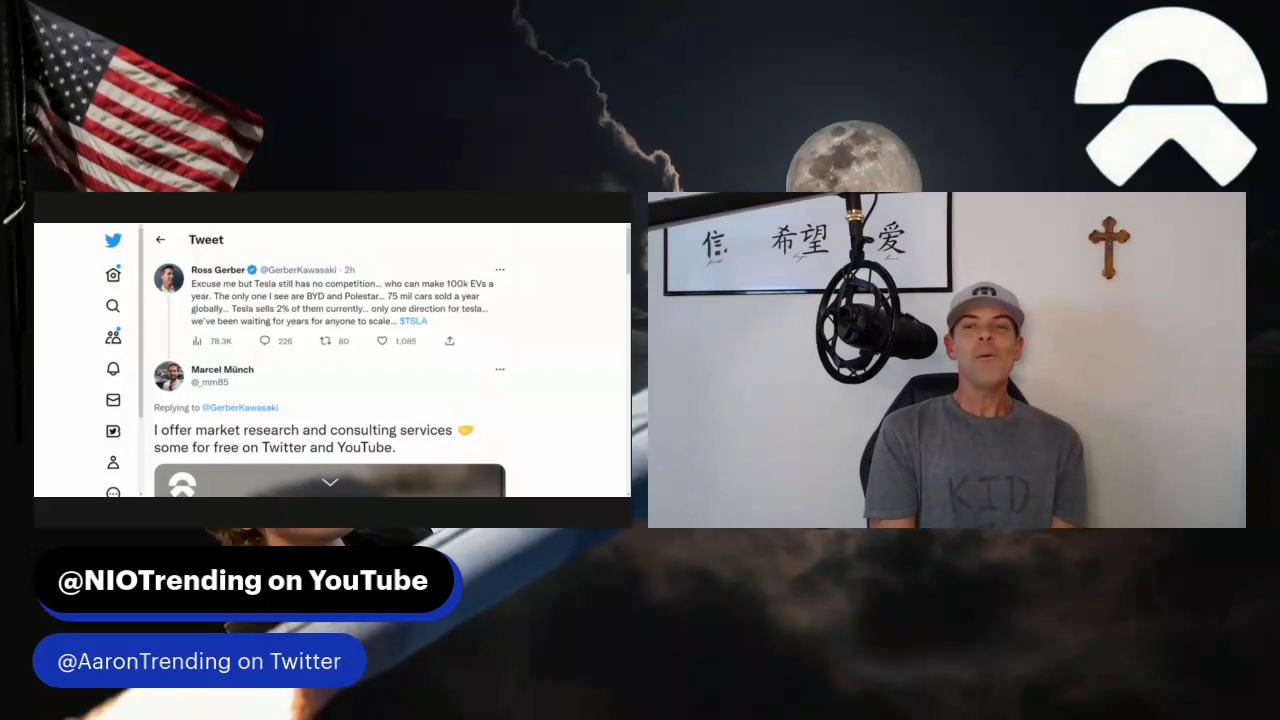 Tweet
Ross Gerber @GerberKawasaki · 2h
Excuse me but Tesla still has no competition... who can make 100k EVs a
year. The only one I see are BYD and Polestar... 75 mil cars sold a year
globally... Tesla sells 2% of them currently... only one direction for tesla...
we've been waiting for years for anyone to scale... $TSLA
78.3K 226 80 1,085
Marcel Münch
@_mm85
Replying to @GerberKawasaki
I offer market research and consulting services 🤝
some for free on Twitter and YouTube.
信 希望 爱
faith hope love
KID
@NIOTrending on YouTube
@AaronTrending on Twitter